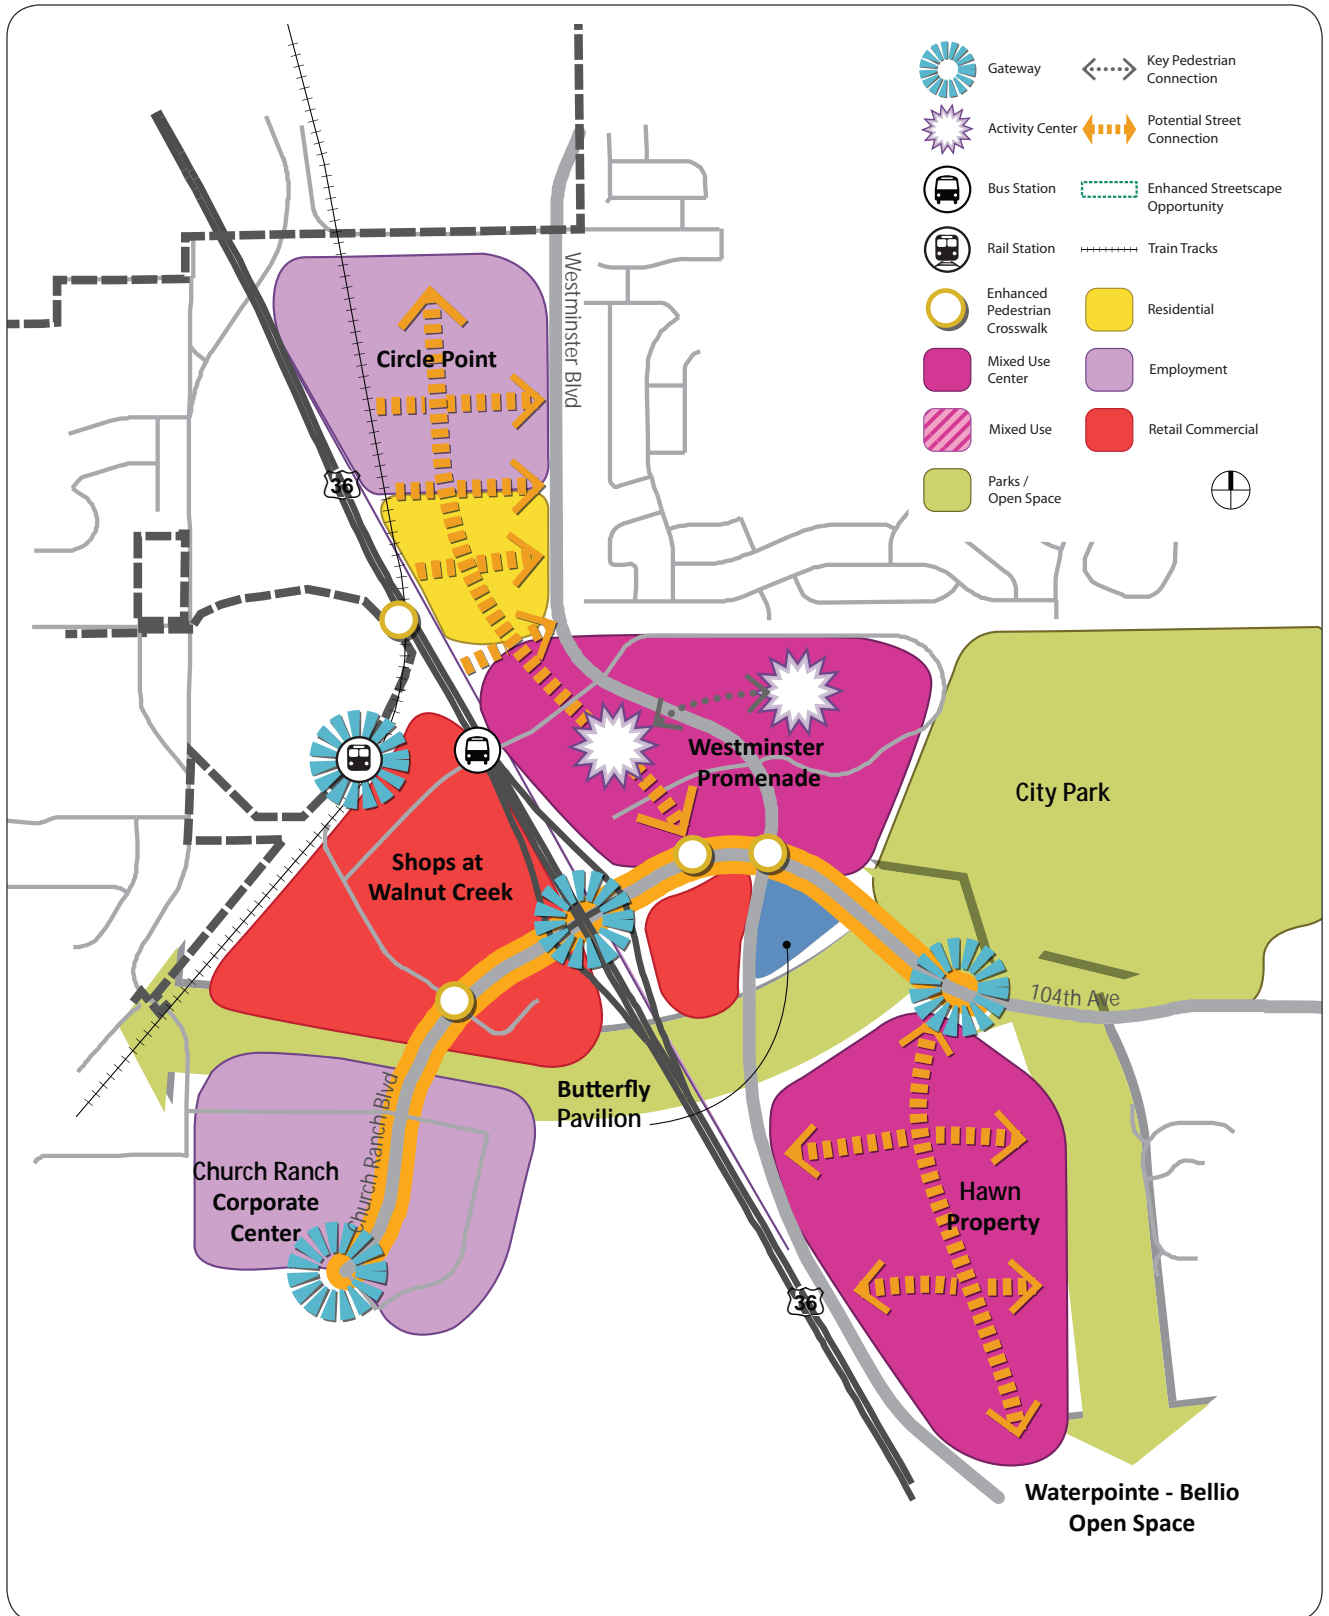 Gateway
Key Pedestrian
Connection
Activity Center
Potential Street
Connection
Bus Station
Enhanced Streetscape
Opportunity
Rail Station
Train Tracks
Enhanced
Pedestrian
Crosswalk
Residential
Mixed Use
Center
Employment
Mixed Use
Retail Commercial
Parks /
Open Space
Westminster Blvd
Circle Point
36
Westminster
Promenade
City Park
Shops at
Walnut Creek
104th Ave
Butterfly
Pavilion
Church Ranch Blvd
Church Ranch
Corporate
Center
Hawn
Property
36
Waterpointe - Bellio
Open Space